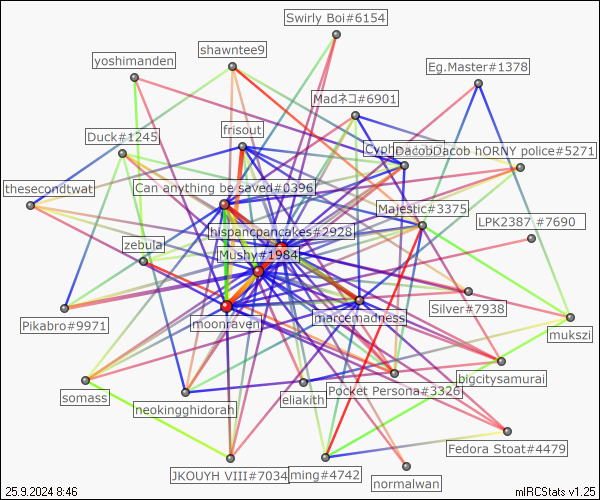 Swirly Boi#6154
shawntee9
yoshimanden
Eg.Master#1378
Madネコ#6901
frisout
Duck#1245
DacobDacob hORNY police#5271
thesecondtwat
Can anything be saved#0396
Majestic#3375
LPK2387 #7690
hispancpancakes#2928
zebula
Mushy#1984
Silver#7938
Pikabro#9971
moonraven
marcemadness
mukszi
bigcitysamurai
somass
neokingghidorah
eliakith
Pocket Persona#3326
Fedora Stoat#4479
JKOUYH VIII#7034
ming#4742
normalwan
25.9.2024 8:46
mIRCStats v1.25